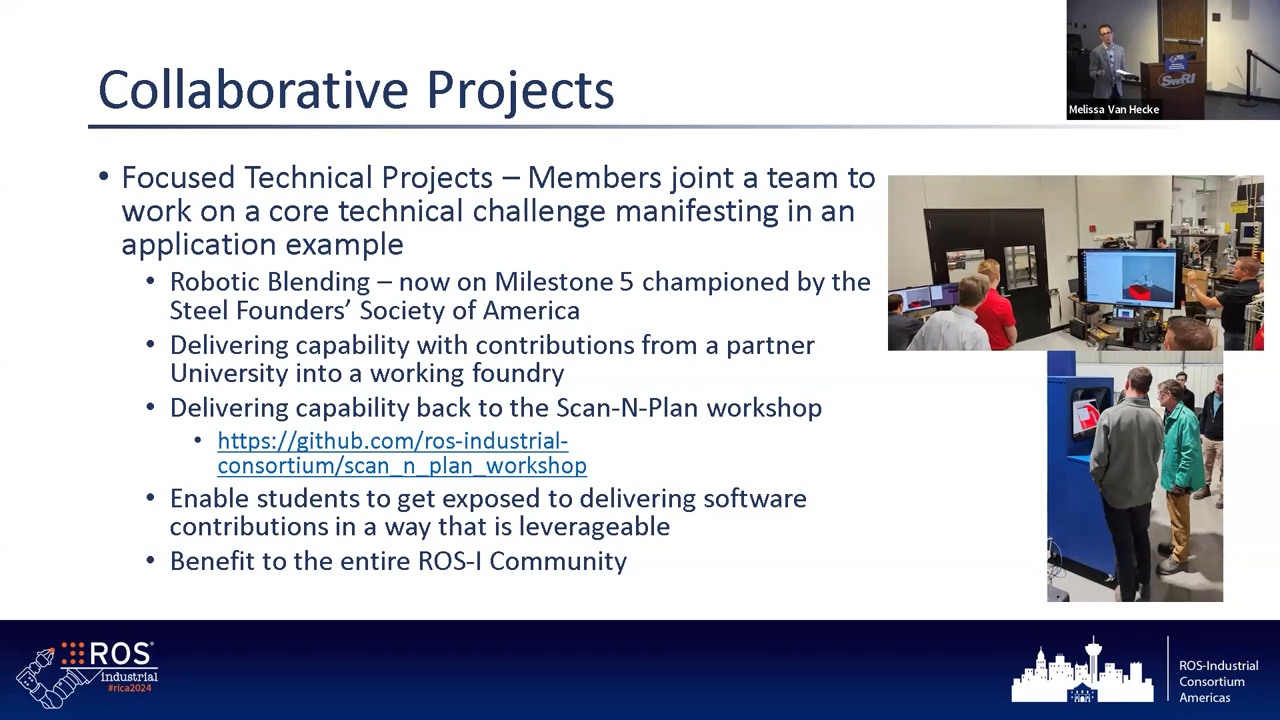 Collaborative Projects
Melissa Van Hecke
SwRI
• Focused Technical Projects – Members joint a team to
work on a core technical challenge manifesting in an
application example
• Robotic Blending – now on Milestone 5 championed by the
Steel Founders’ Society of America
• Delivering capability with contributions from a partner
University into a working foundry
• Delivering capability back to the Scan-N-Plan workshop
• https://github.com/ros-industrial-
consortium/scan_n_plan_workshop
• Enable students to get exposed to delivering software
contributions in a way that is leverageable
• Benefit to the entire ROS-I Community
ROS
Industrial
#rica2024
ROS-Industrial
Consortium
Americas